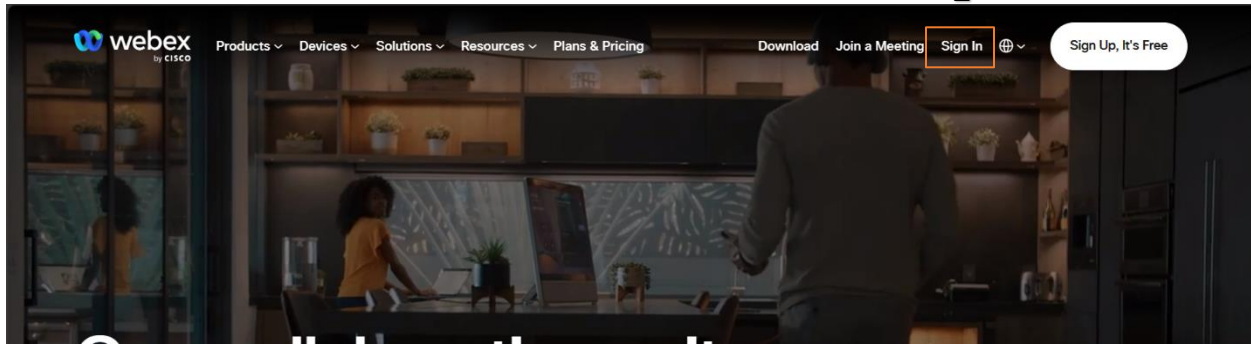 webex
by CISCO
Products Devices Solutions Resources Plans & Pricing Download Join a Meeting Sign In Sign Up, It's Free